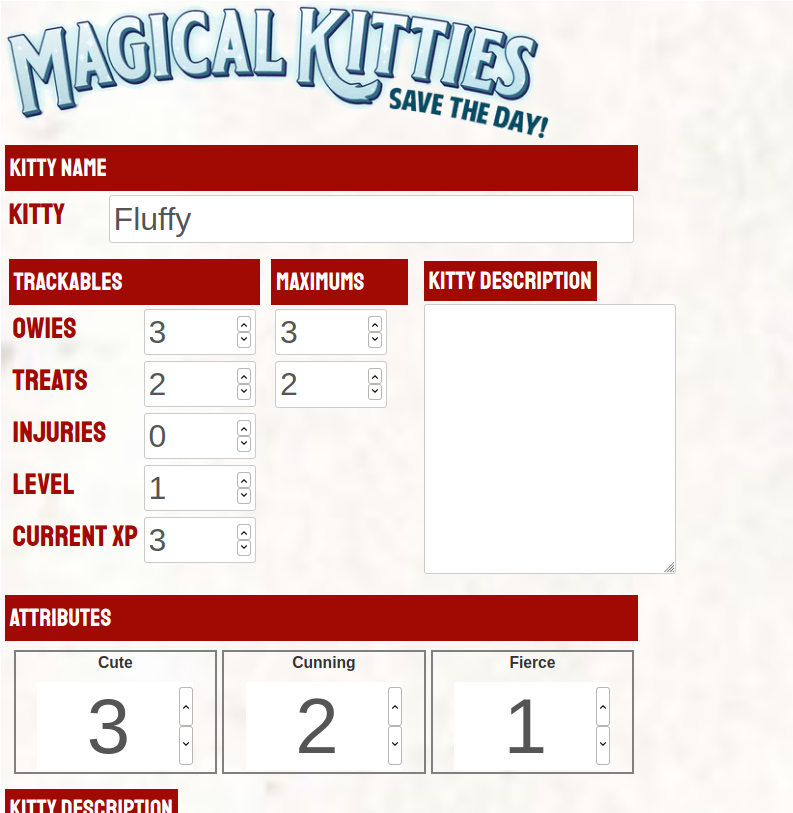 MAGICAL KITTIES
SAVE THE DAY!
KITTY NAME
KITTY Fluffy
TRACKABLES MAXIMUMS KITTY DESCRIPTION
OWIES 3 3
TREATS 2 2
INJURIES 0
LEVEL 1
CURRENT XP 3
ATTRIBUTES
Cute Cunning Fierce
3 2 1
KITTY DESCRIPTION